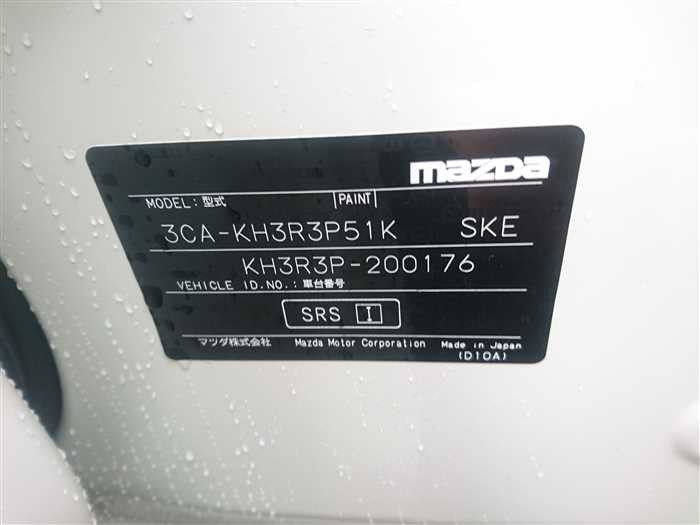 mazda
MODEL: 型式 |PAINT|
3CA-KH3R3P51K SKE
KH3R3P-200176
VEHICLE ID.NO.: 車台番号
SRS I
マツダ株式会社 Mazda Motor Corporation Made in Japan
(D10A)